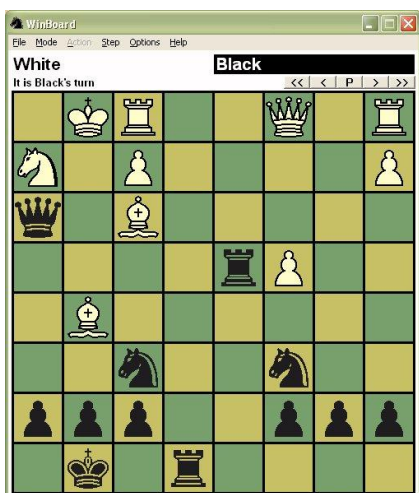 WinBoard
File Mode Action Step Options Help
White Black
It is Black's turn << < P > >>